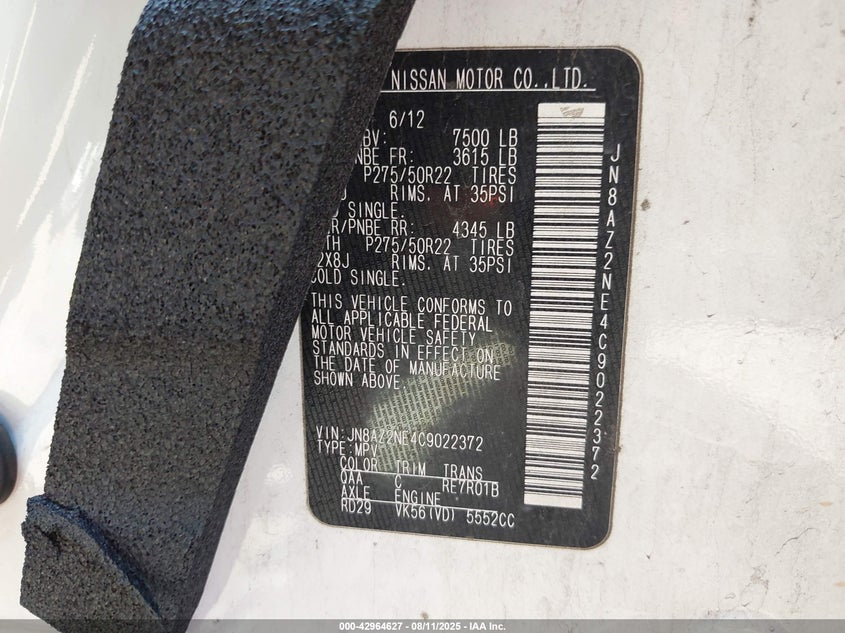 NISSAN MOTOR CO.,LTD.
6/12
BV: 7500 LB
NBE FR: 3615 LB
P275/50R22 TIRES
RIMS. AT 35PSI
SINGLE.
R/PNBE RR: 4345 LB
TH P275/50R22 TIRES
2X8J RIMS. AT 35PSI
COLD SINGLE.
THIS VEHICLE CONFORMS TO
ALL APPLICABLE FEDERAL
MOTOR VEHICLE SAFETY
STANDARDS IN EFFECT ON
THE DATE OF MANUFACTURE
SHOWN ABOVE.
VIN: JN8AZ2NE4C9022372
TYPE: MPV
COLOR TRIM TRANS
QAA C RE7R01B
AXLE ENGINE
RD29 VK56(VD) 5552CC
JN8AZ2NE4C9022372
000-42964627 - 08/11/2025 - IAA Inc.